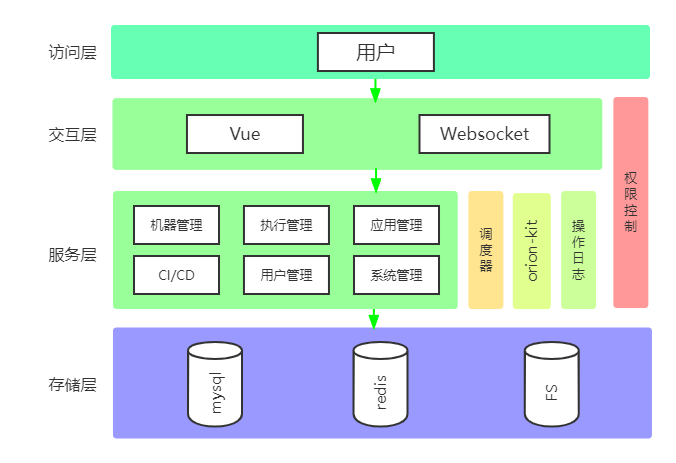 访问层
用户
交互层
Vue
Websocket
权限控制
服务层
机器管理
执行管理
应用管理
CI/CD
用户管理
系统管理
调度器
orion-kit
操作日志
存储层
mysql
redis
FS